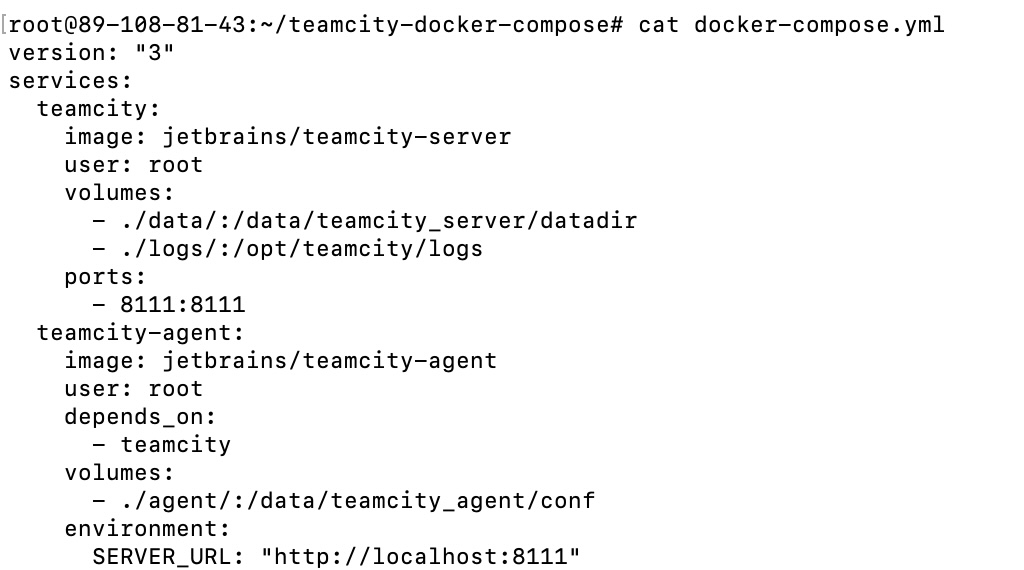 [root@89-108-81-43:~/teamcity-docker-compose# cat docker-compose.yml
version: "3"
services:
  teamcity:
    image: jetbrains/teamcity-server
    user: root
    volumes:
      - ./data/:/data/teamcity_server/datadir
      - ./logs/:/opt/teamcity/logs
    ports:
      - 8111:8111
  teamcity-agent:
    image: jetbrains/teamcity-agent
    user: root
    depends_on:
      - teamcity
    volumes:
      - ./agent/:/data/teamcity_agent/conf
    environment:
      SERVER_URL: "http://localhost:8111"